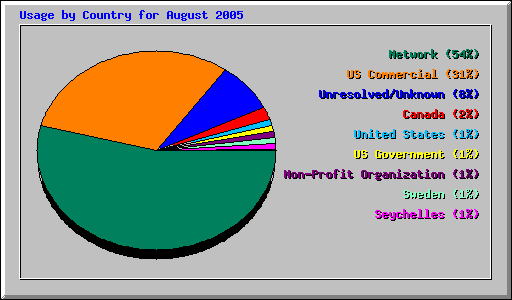 Usage by Country for August 2005
Network (54%)
US Commercial (31%)
Unresolved/Unknown (8%)
Canada (2%)
United States (1%)
US Government (1%)
Non-Profit Organization (1%)
Sweden (1%)
Seychelles (1%)